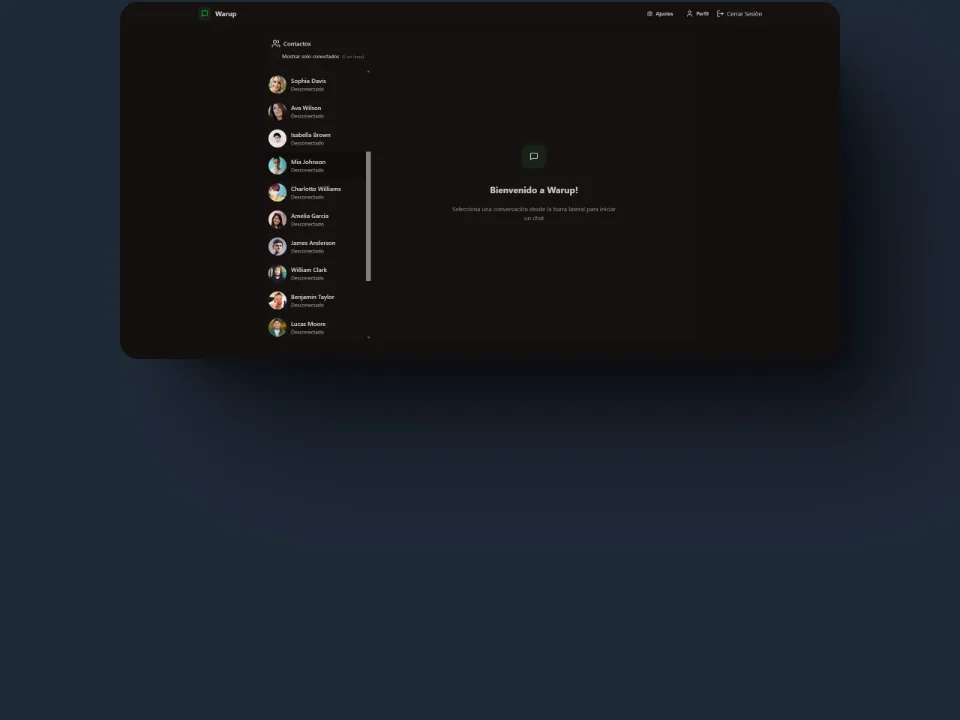 Warup
Ajustes
Perfil
Cerrar Sesión
Contactos
Mostrar solo conectados
Sophia Davis
Desconectado
Ava Wilson
Desconectado
Isabella Brown
Desconectado
Mia Johnson
Desconectado
Charlotte Williams
Desconectado
Amelia Garcia
Desconectado
James Anderson
Desconectado
William Clark
Desconectado
Benjamin Taylor
Desconectado
Lucas Moore
Desconectado
Bienvenido a Warup!
Selecciona una conversación desde la barra lateral para iniciar
un chat